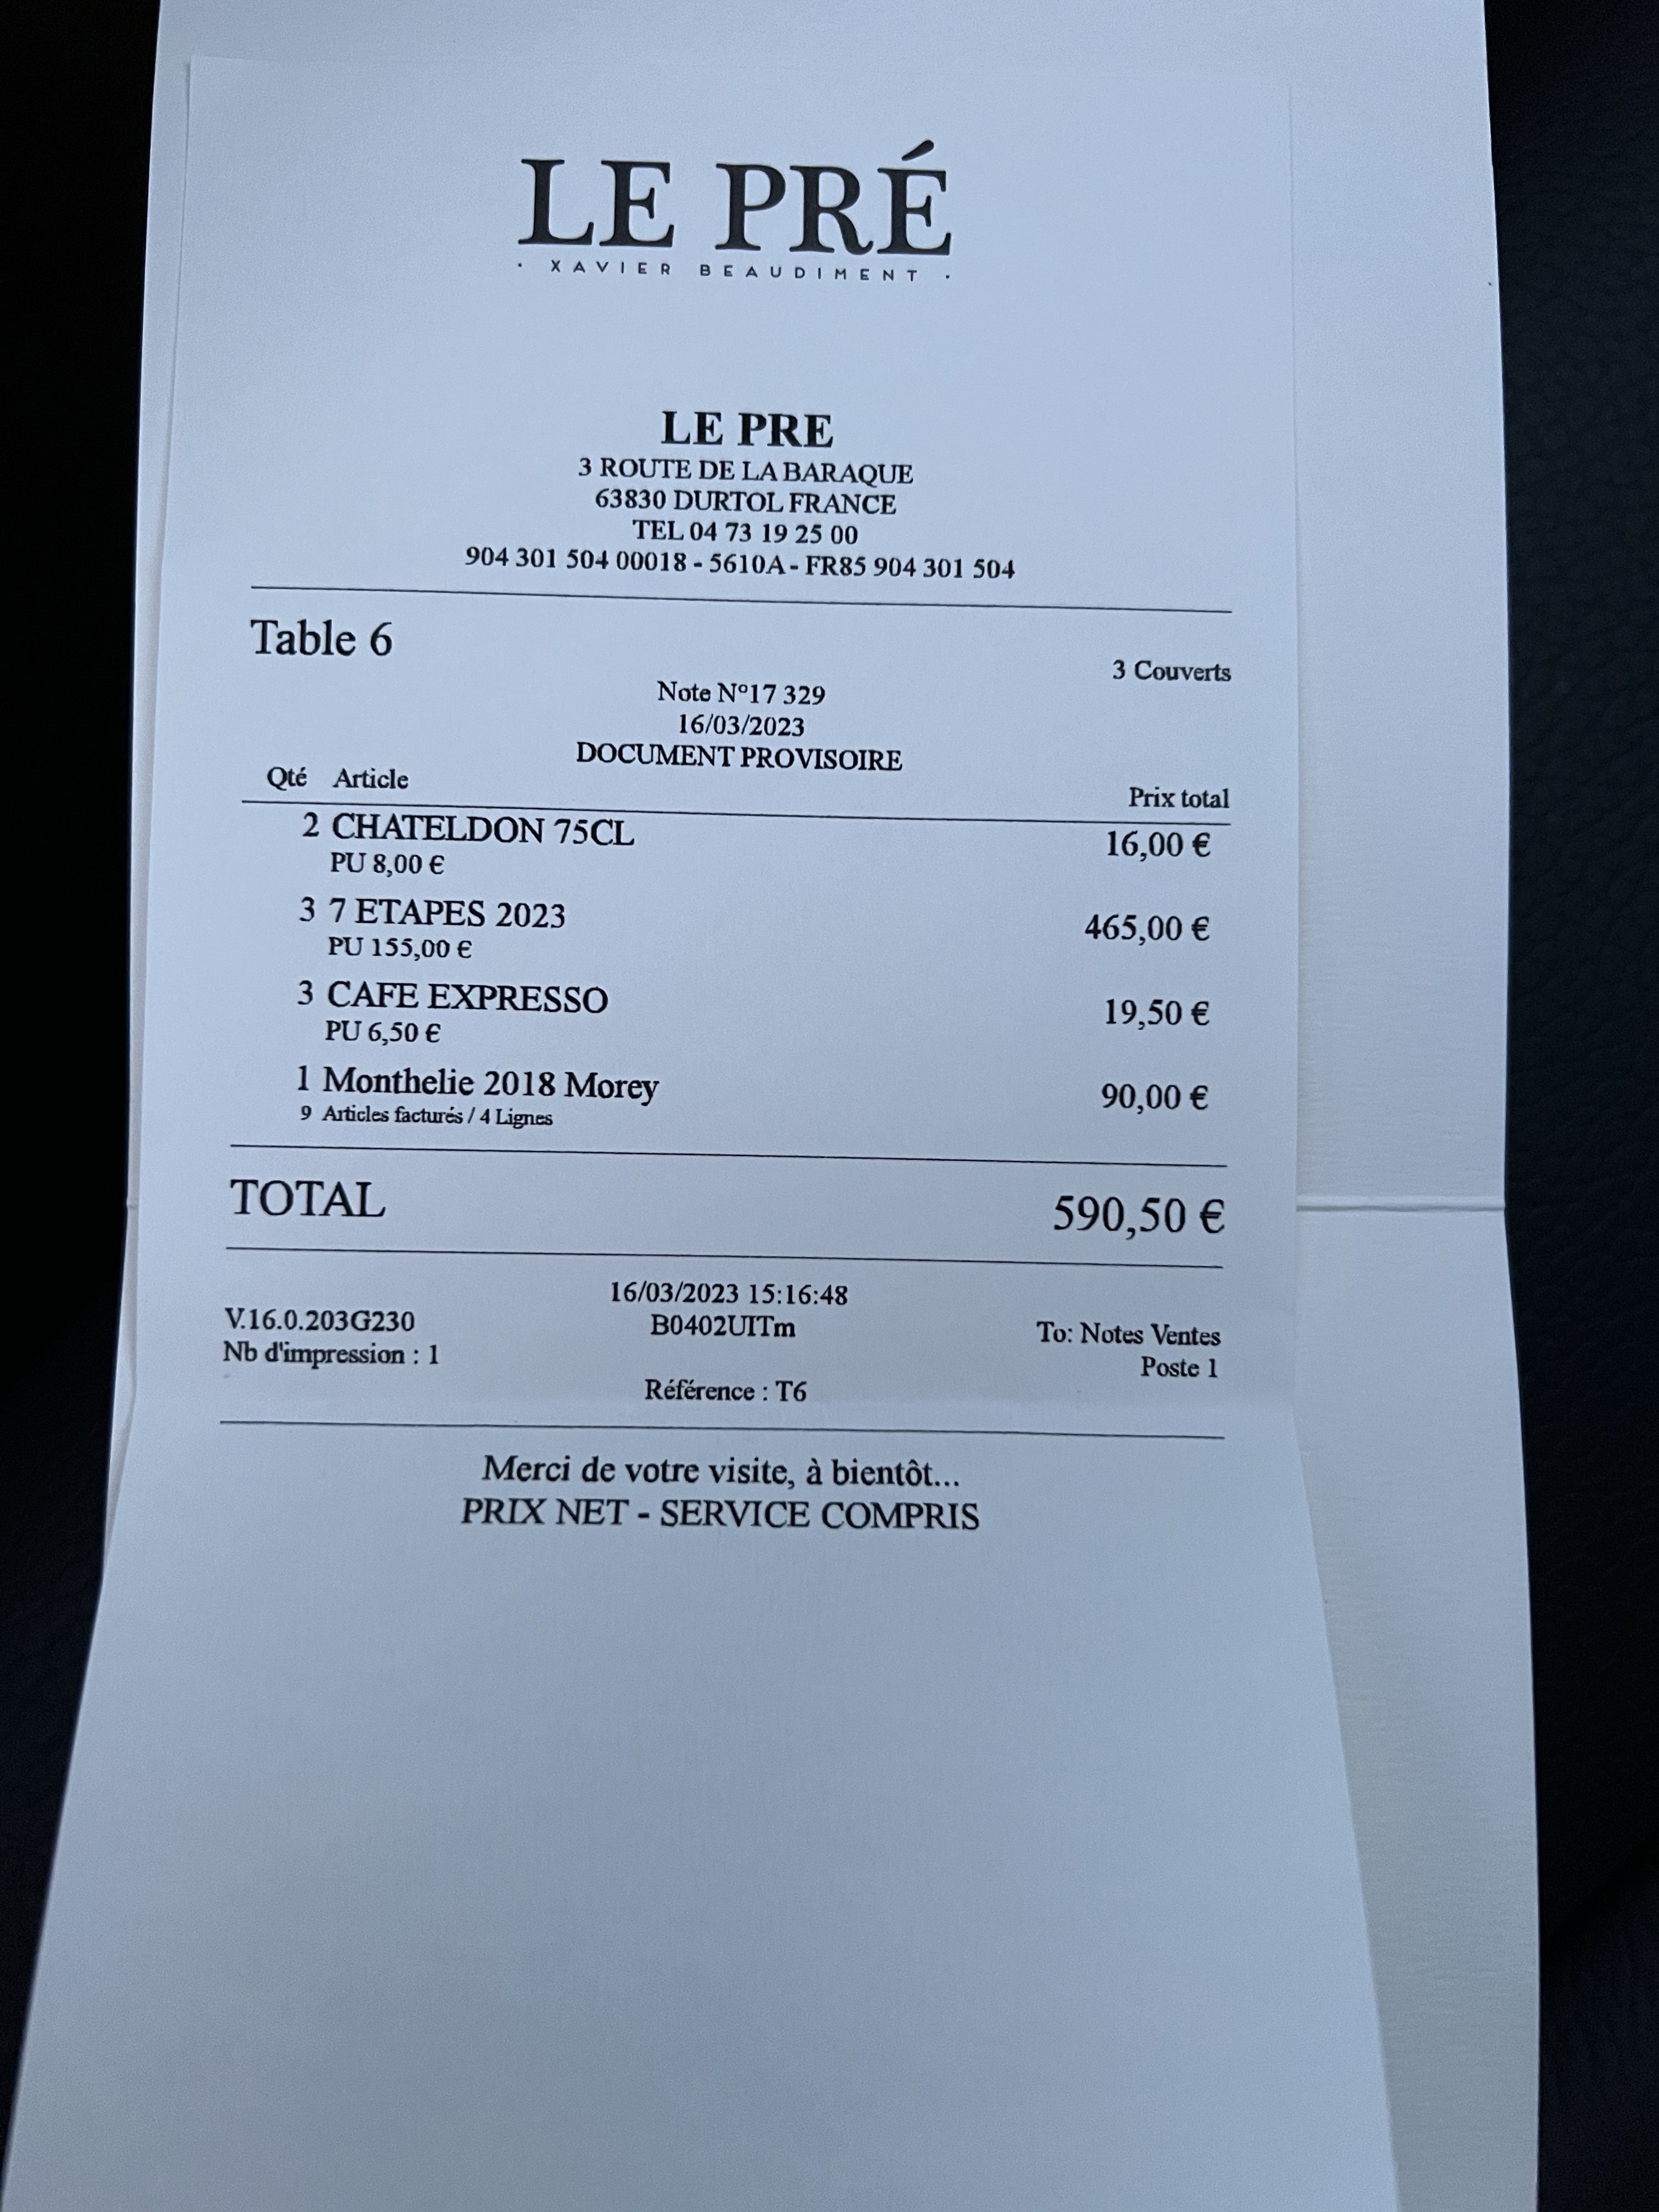 LE PRÉ
· XAVIER BEAUDIMENT ·
LE PRE
3 ROUTE DE LA BARAQUE
63830 DURTOL FRANCE
TEL 04 73 19 25 00
904 301 504 00018 - 5610A - FR85 904 301 504
Table 6
3 Couverts
Note N°17 329
16/03/2023
DOCUMENT PROVISOIRE
Qté Article Prix total
2 CHATELDON 75CL 16,00 €
PU 8,00 €
3 7 ETAPES 2023 465,00 €
PU 155,00 €
3 CAFE EXPRESSO 19,50 €
PU 6,50 €
1 Monthelie 2018 Morey 90,00 €
9 Articles facturés / 4 Lignes
TOTAL 590,50 €
16/03/2023 15:16:48
V.16.0.203G230 B0402UITm To: Notes Ventes
Nb d'impression : 1 Poste 1
Référence : T6
Merci de votre visite, à bientôt...
PRIX NET - SERVICE COMPRIS